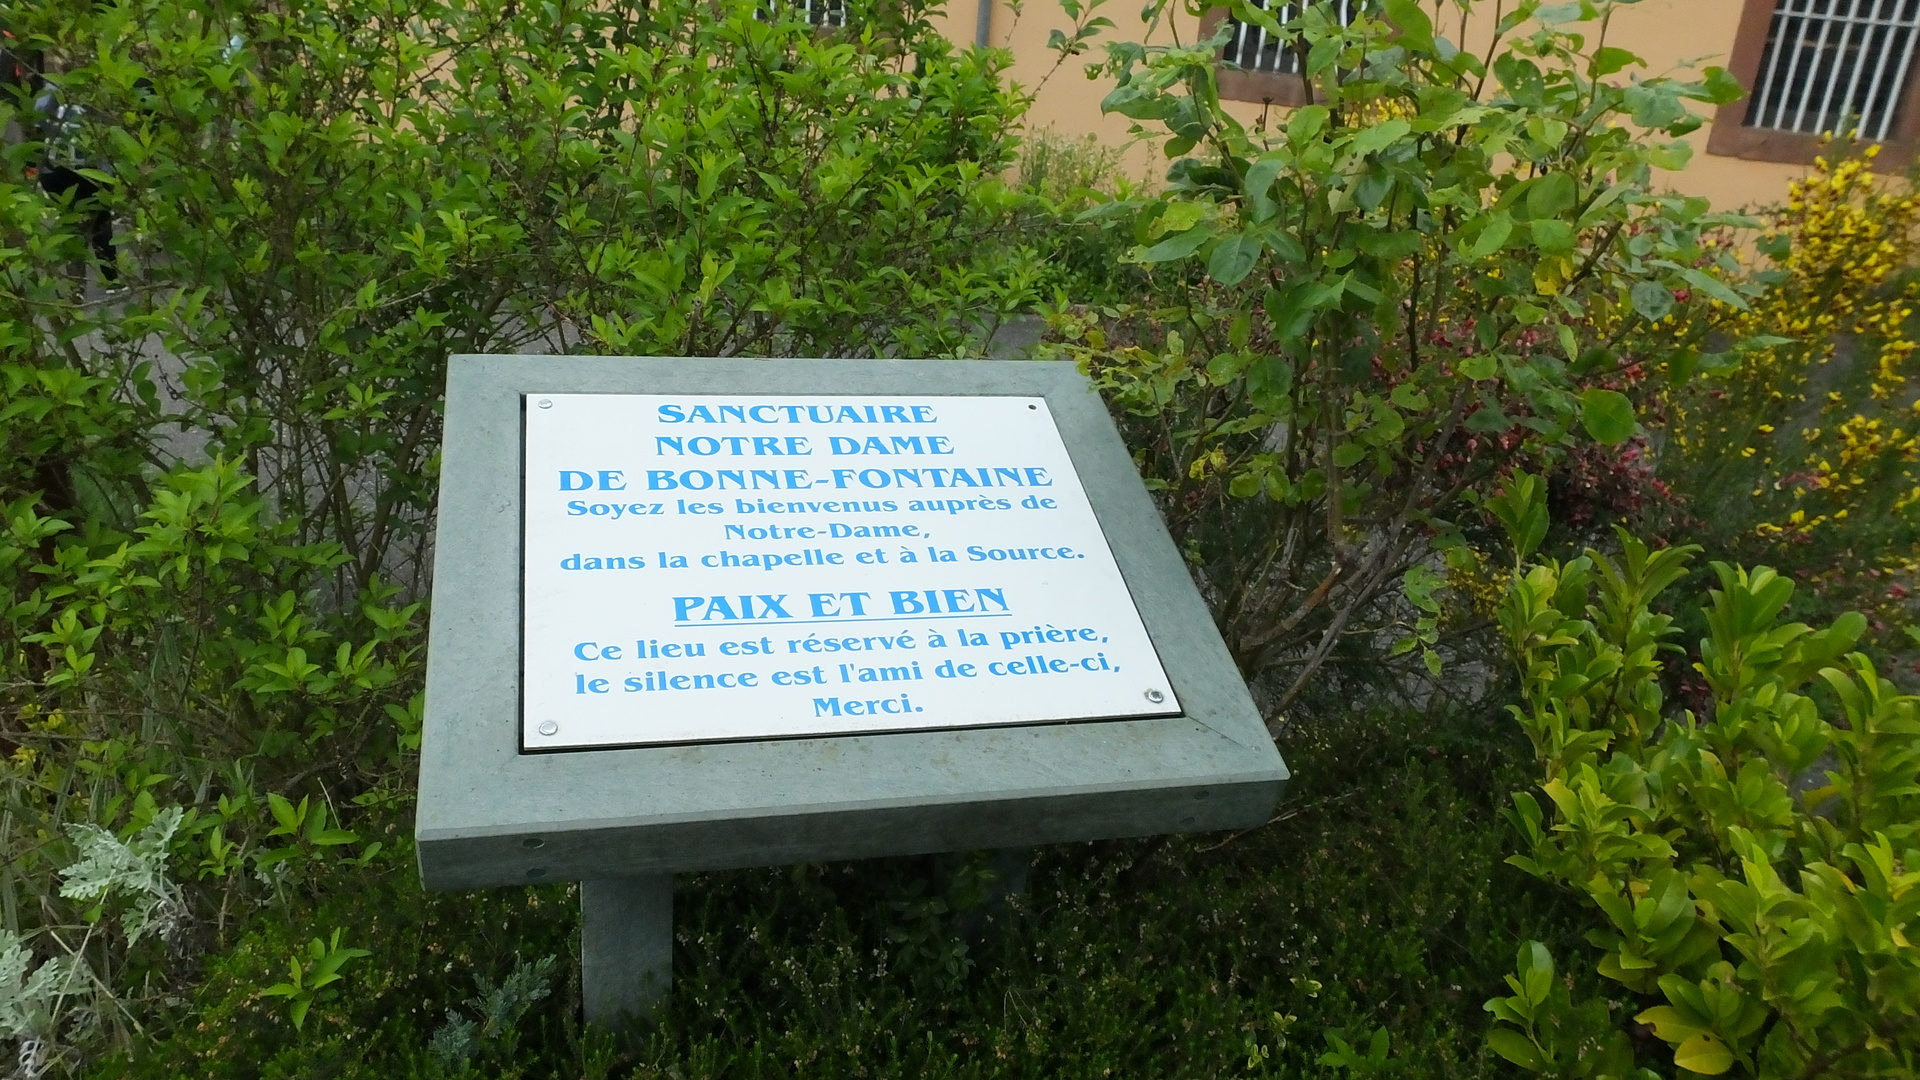 SANCTUAIRE
NOTRE DAME
DE BONNE-FONTAINE
Soyez les bienvenus auprès de
Notre-Dame,
dans la chapelle et à la Source.
PAIX ET BIEN
Ce lieu est réservé à la prière,
le silence est l'ami de celle-ci,
Merci.